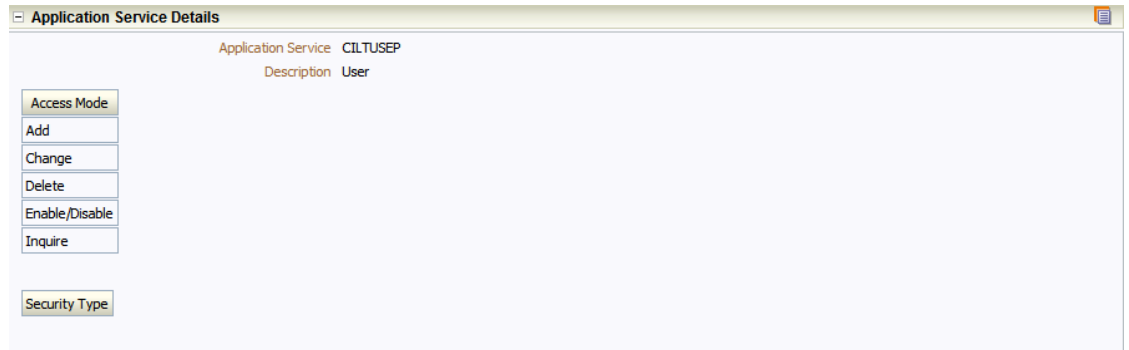 Application Service Details
Application Service CILTUSEP
Description User
Access Mode
Add
Change
Delete
Enable/Disable
Inquire
Security Type